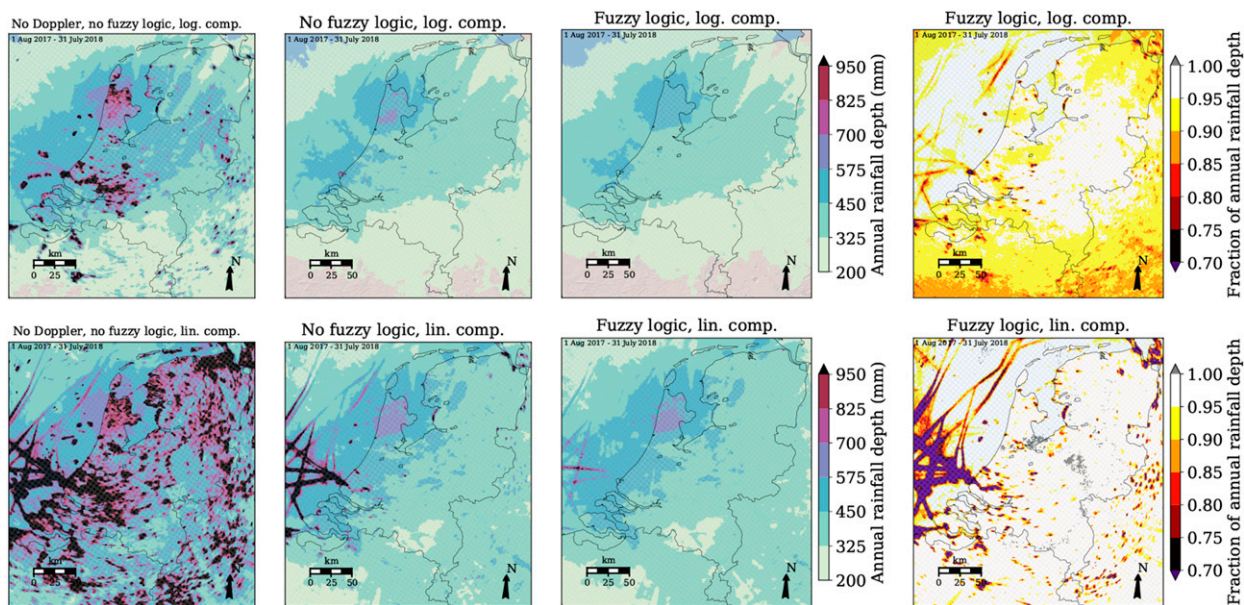 No Doppler, no fuzzy logic, log. comp.
1 Aug 2017 - 31 July 2018
km
0 25 50
N
No fuzzy logic, log. comp.
1 Aug 2017 - 31 July 2018
km
0 25 50
N
Fuzzy logic, log. comp.
1 Aug 2017 - 31 July 2018
km
0 25 50
N
950
825
700
575
450
325
200
Annual rainfall depth (mm)
1 Aug 2017 - 31 July 2018
km
0 25 50
N
1.00
0.95
0.90
0.85
0.80
0.75
0.70
Fraction of annual rainfall depth
No Doppler, no fuzzy logic, lin. comp.
1 Aug 2017 - 31 July 2018
km
0 25 50
N
No fuzzy logic, lin. comp.
1 Aug 2017 - 31 July 2018
km
0 25 50
N
Fuzzy logic, lin. comp.
1 Aug 2017 - 31 July 2018
km
0 25 50
N
950
825
700
575
450
325
200
Annual rainfall depth (mm)
1 Aug 2017 - 31 July 2018
km
0 25 50
N
1.00
0.95
0.90
0.85
0.80
0.75
0.70
Fraction of annual rainfall depth